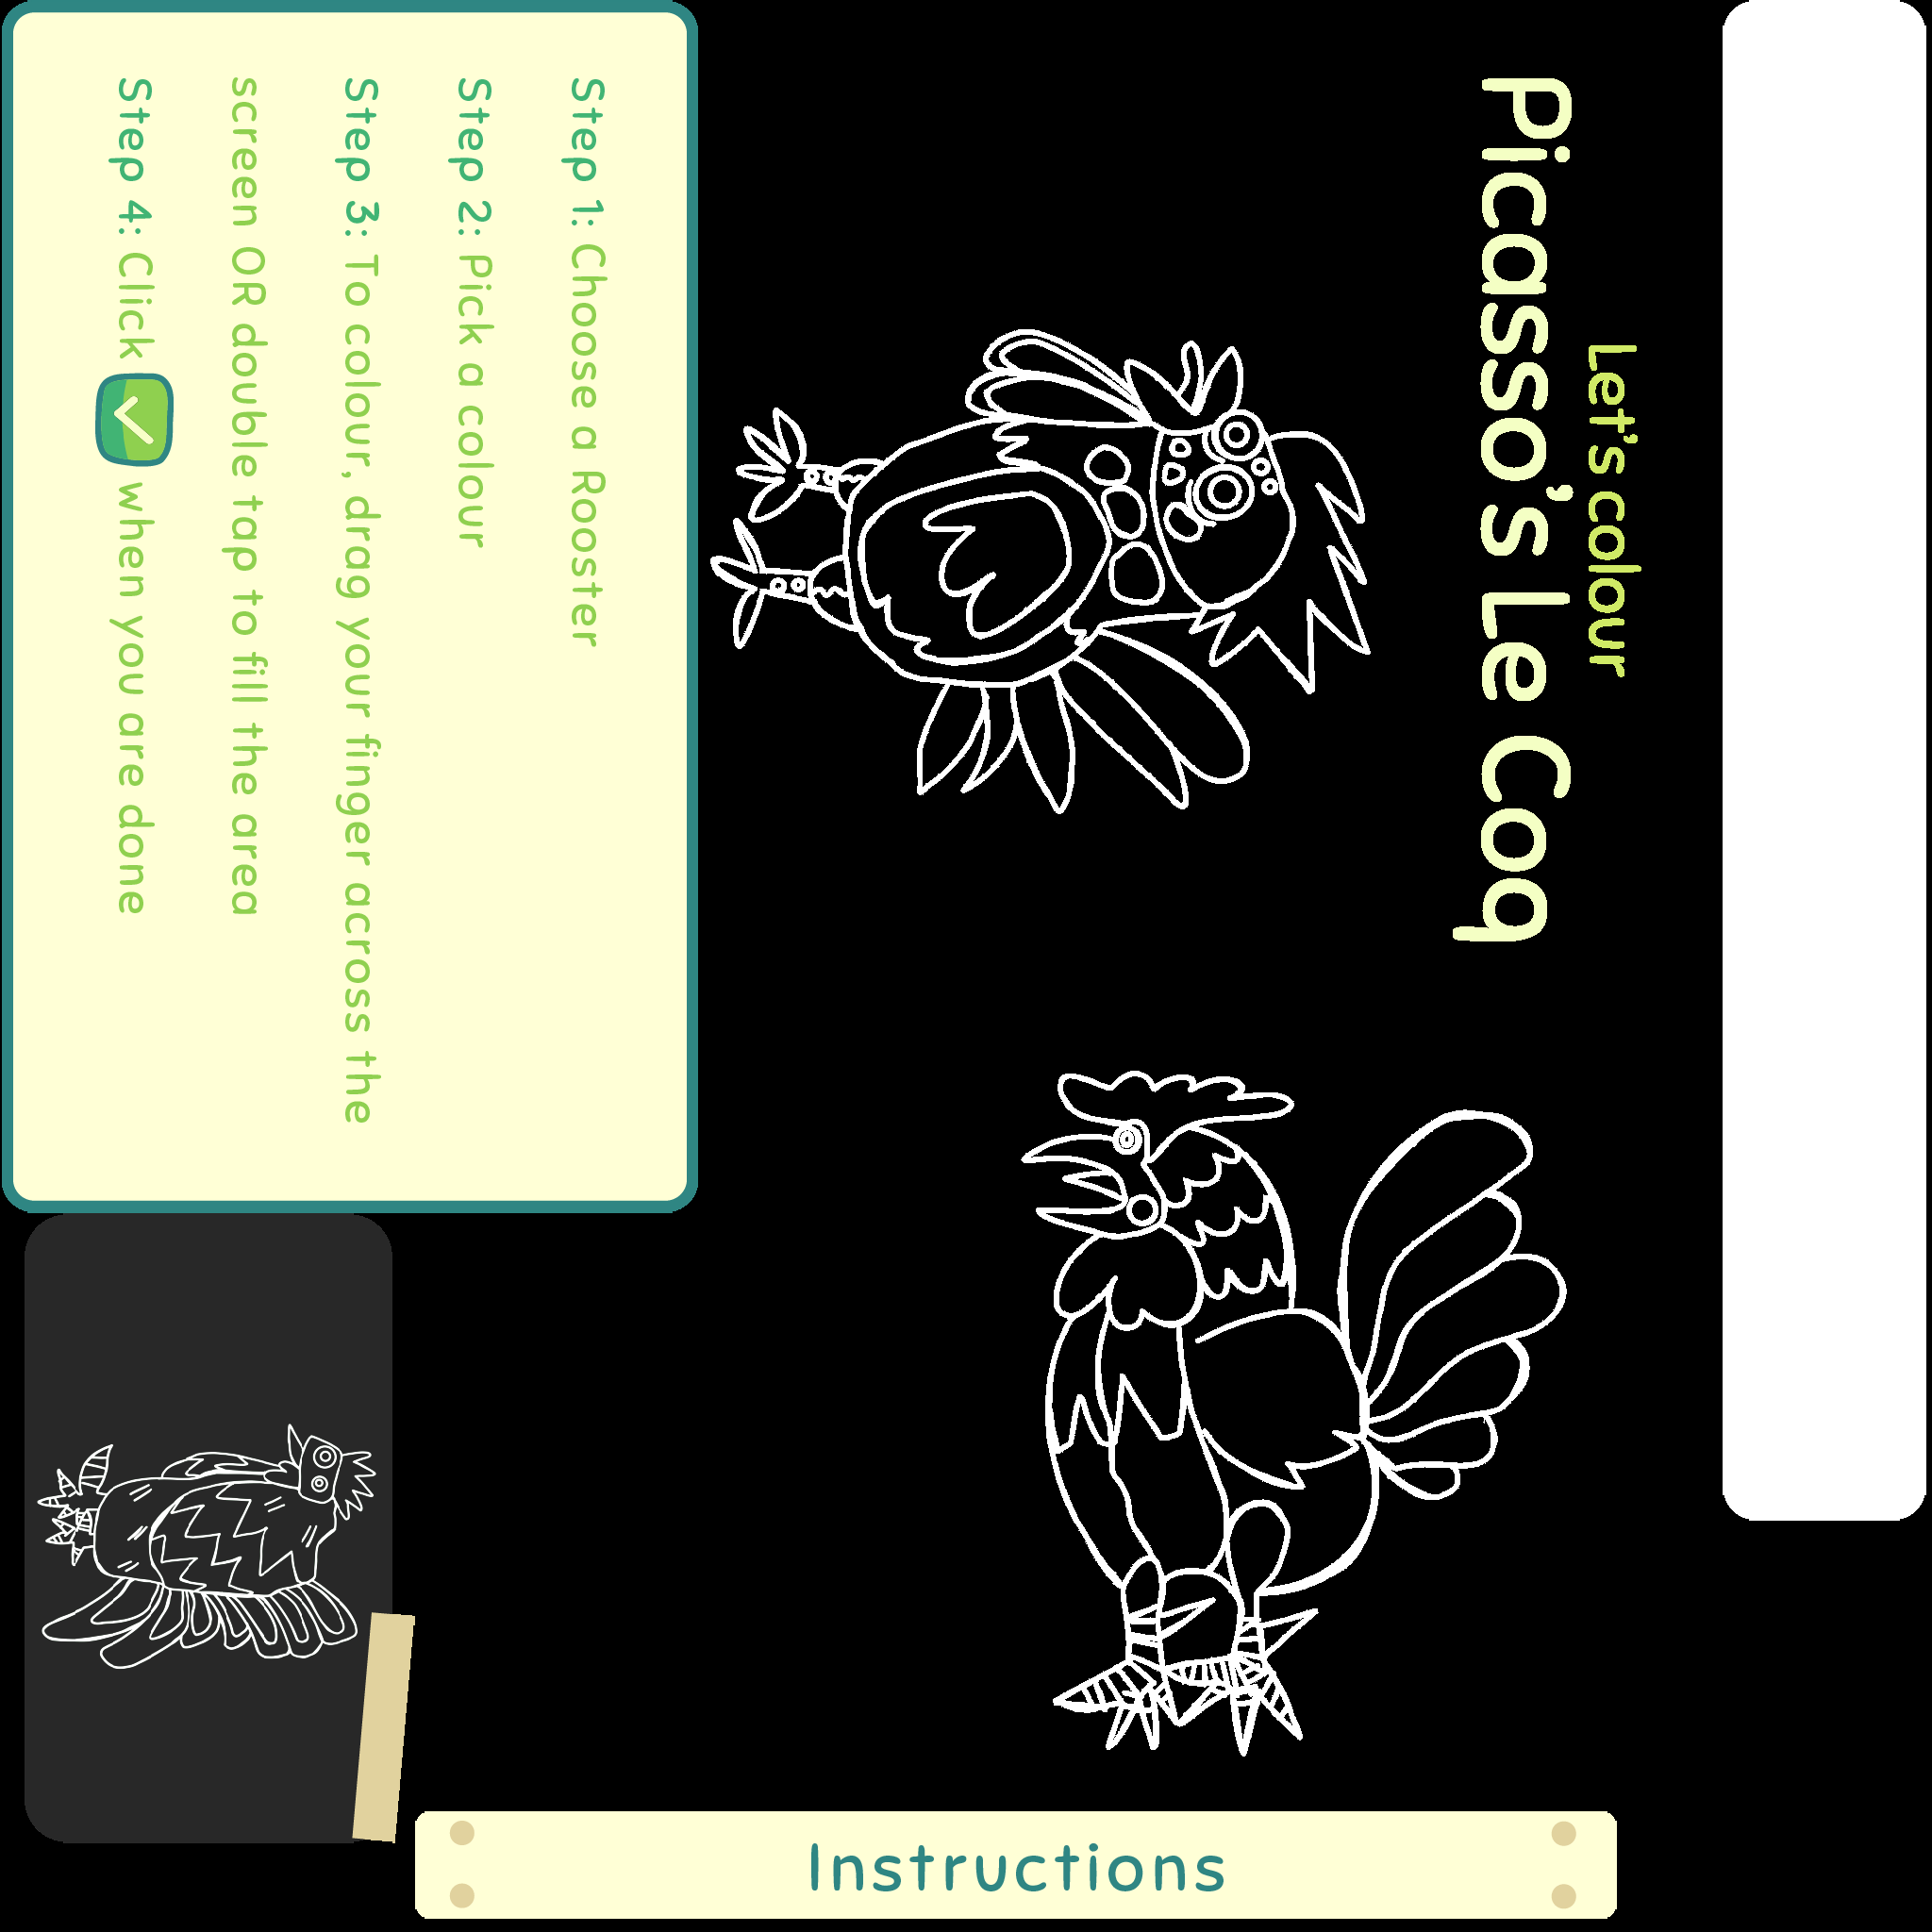 Let's colour
Picasso's Le Coq
Instructions
Step 1: Choose a Rooster
Step 2: Pick a colour
Step 3: To colour, drag your finger across the
screen OR double tap to fill the area
Step 4: Click when you are done